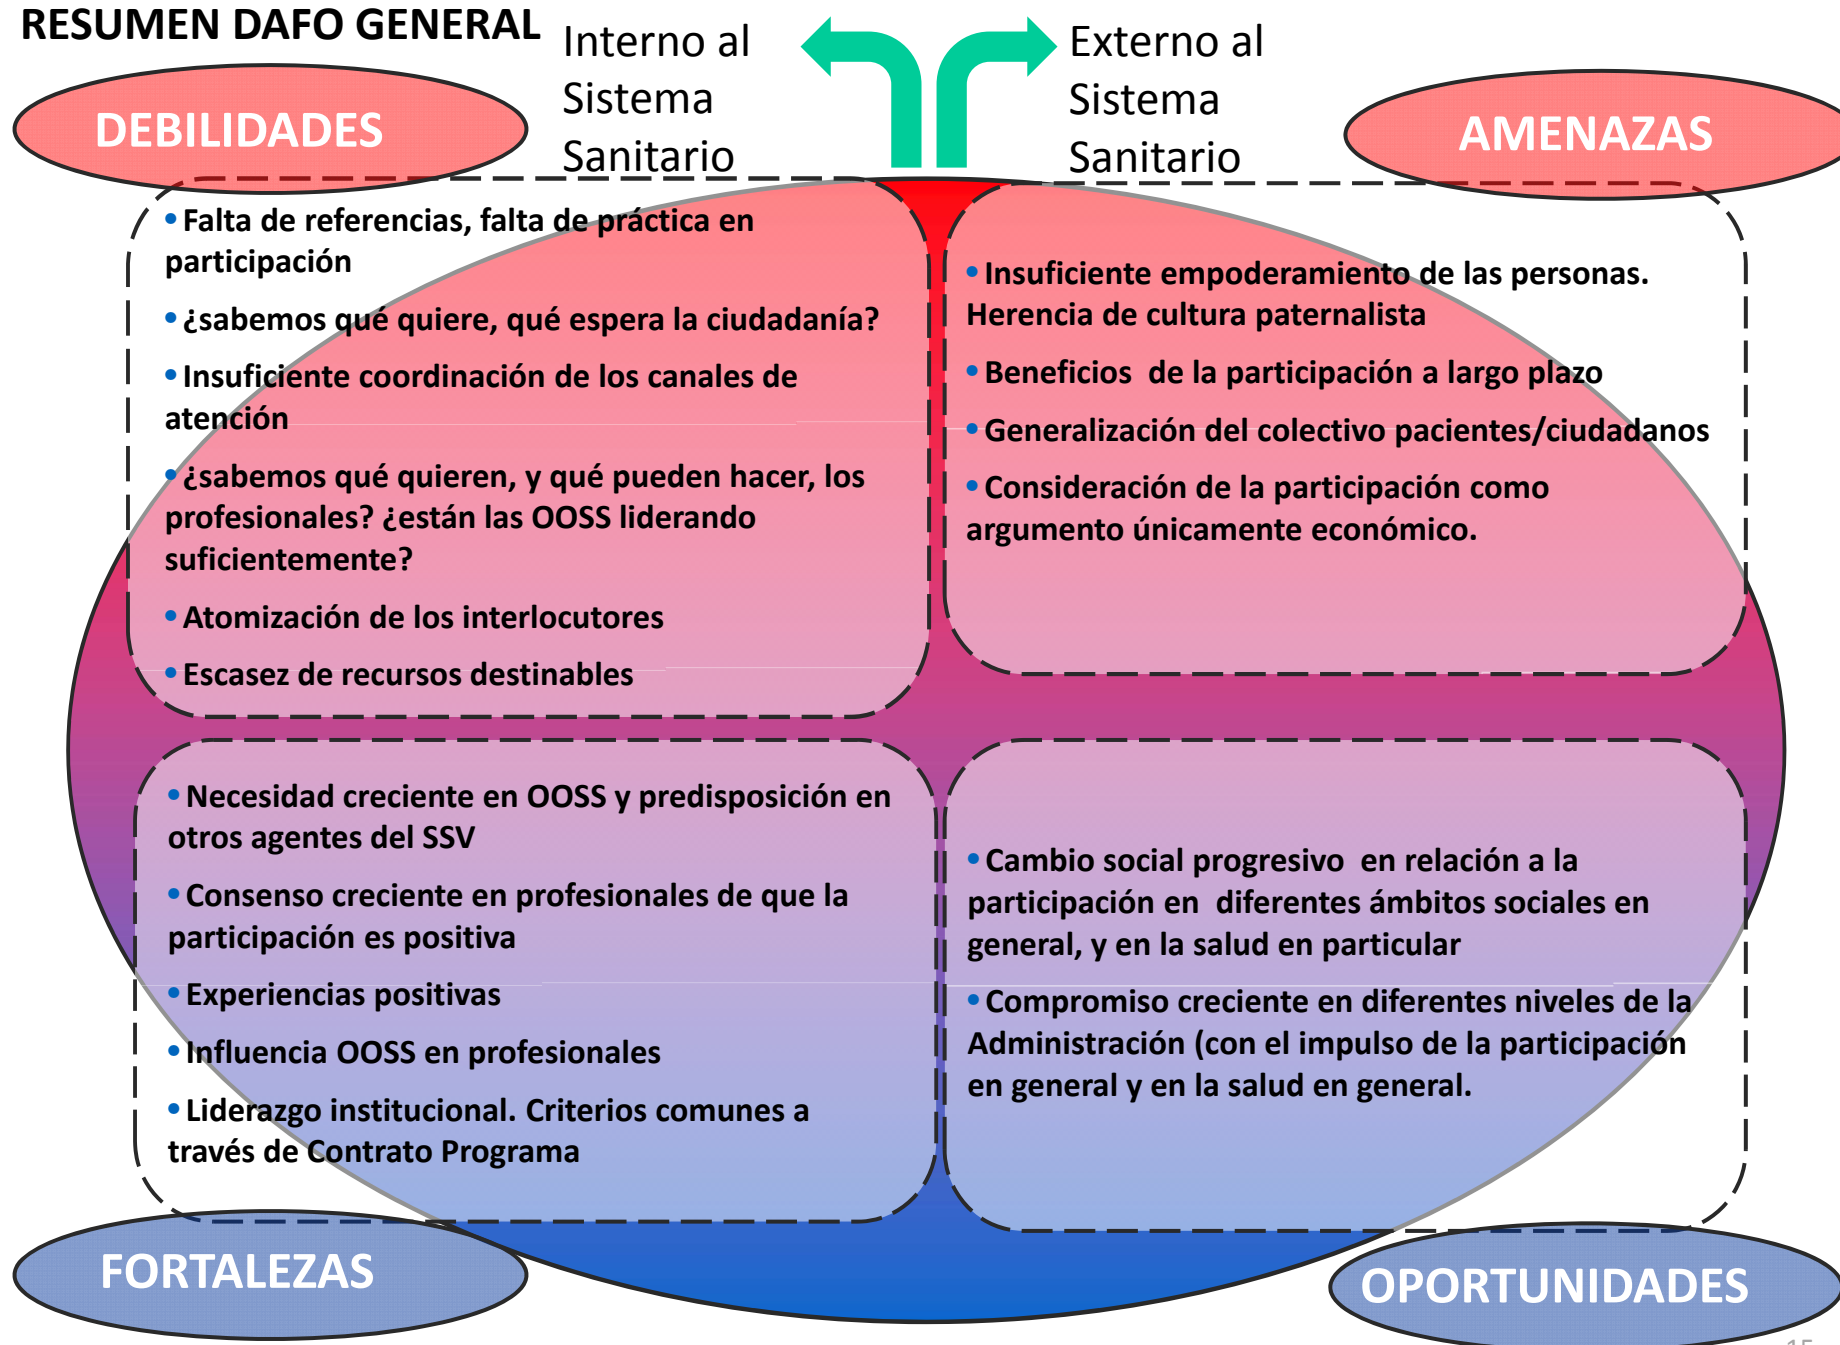 RESUMEN DAFO GENERAL
Interno al
Sistema
Sanitario
Externo al
Sistema
Sanitario
DEBILIDADES
AMENAZAS
• Falta de referencias, falta de práctica en
participación
• ¿sabemos qué quiere, qué espera la ciudadanía?
• Insuficiente coordinación de los canales de
atención
• ¿sabemos qué quieren, y qué pueden hacer, los
profesionales? ¿están las OOSS liderando
suficientemente?
• Atomización de los interlocutores
• Escasez de recursos destinables
• Insuficiente empoderamiento de las personas.
Herencia de cultura paternalista
• Beneficios de la participación a largo plazo
• Generalización del colectivo pacientes/ciudadanos
• Consideración de la participación como
argumento únicamente económico.
• Necesidad creciente en OOSS y predisposición en
otros agentes del SSV
• Consenso creciente en profesionales de que la
participación es positiva
• Experiencias positivas
• Influencia OOSS en profesionales
• Liderazgo institucional. Criterios comunes a
través de Contrato Programa
• Cambio social progresivo en relación a la
participación en diferentes ámbitos sociales en
general, y en la salud en particular
• Compromiso creciente en diferentes niveles de la
Administración (con el impulso de la participación
en general y en la salud en general.
FORTALEZAS
OPORTUNIDADES
15